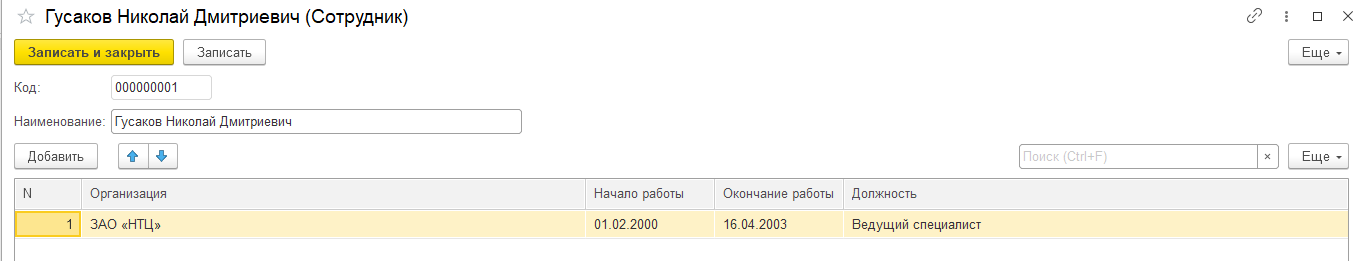 Гусаков Николай Дмитриевич (Сотрудник)
Записать и закрыть Записать Еще
Код: 000000001
Наименование: Гусаков Николай Дмитриевич
Добавить Поиск (Ctrl+F) × Еще
N Организация Начало работы Окончание работы Должность
1 ЗАО «НТЦ» 01.02.2000 16.04.2003 Ведущий специалист